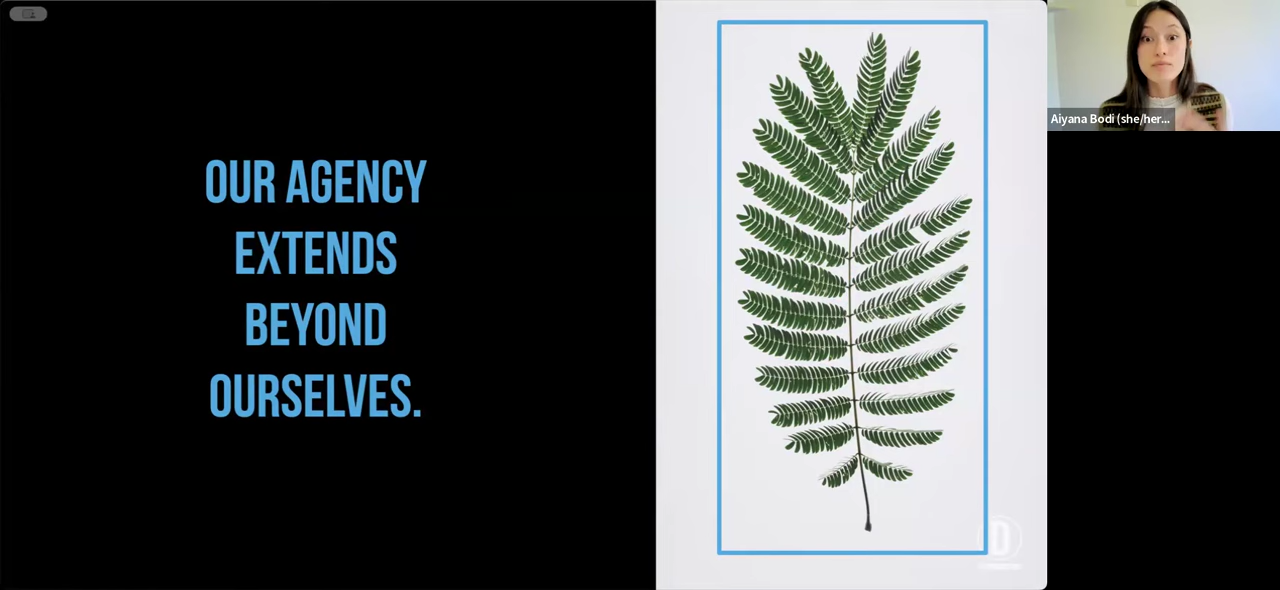 OUR AGENCY
EXTENDS
BEYOND
OURSELVES.
Aiyana Bodi (she/her...
D